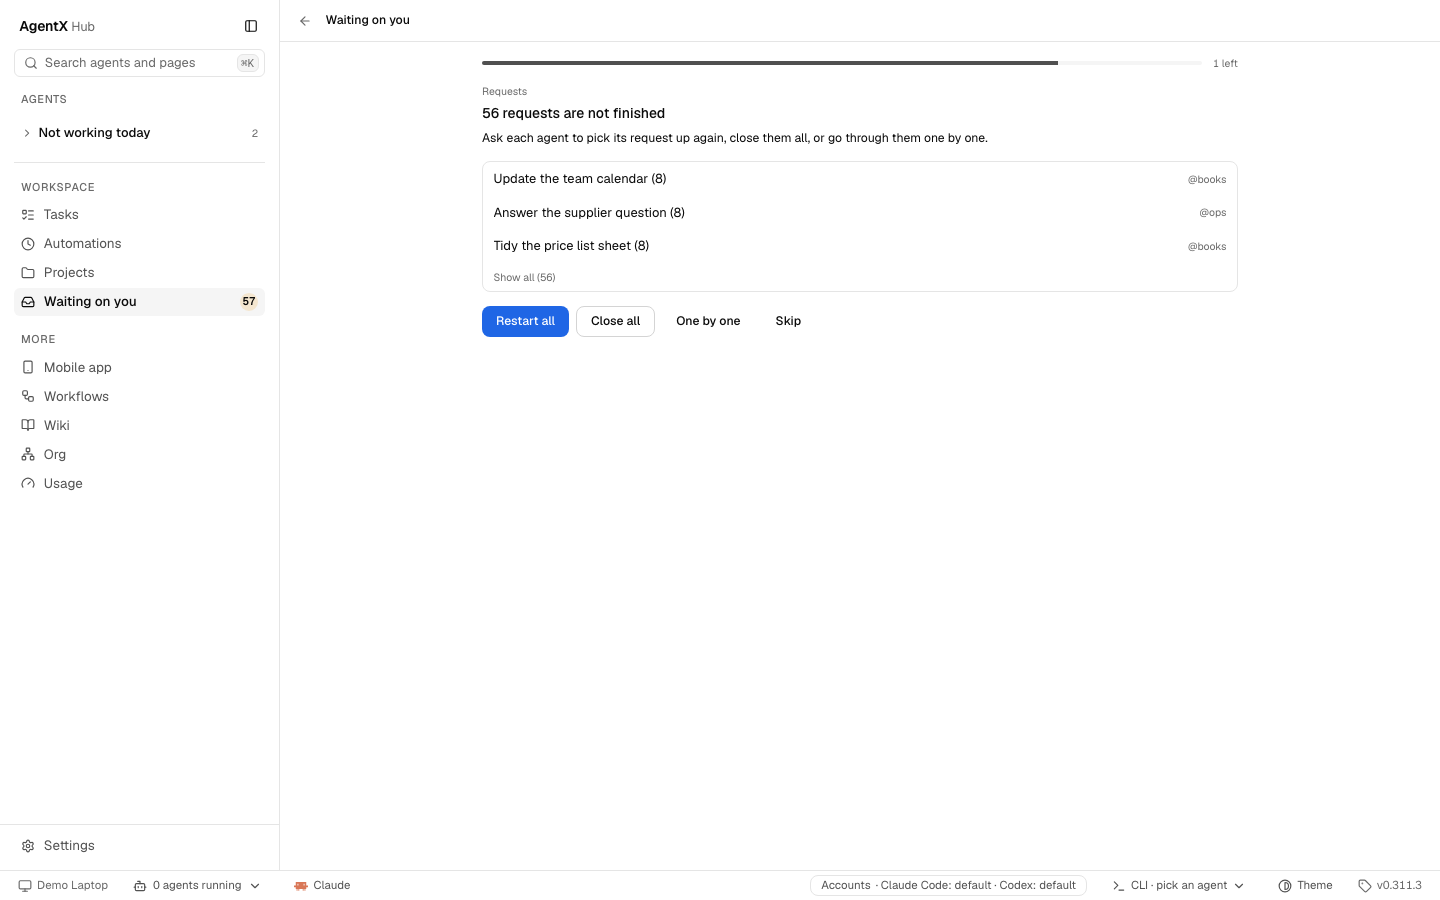 AgentX Hub
Search agents and pages ⌘K
AGENTS
Not working today 2
WORKSPACE
Tasks
Automations
Projects
Waiting on you 57
MORE
Mobile app
Workflows
Wiki
Org
Usage
Settings
Waiting on you
1 left
Requests
56 requests are not finished
Ask each agent to pick its request up again, close them all, or go through them one by one.
Update the team calendar (8) @books
Answer the supplier question (8) @ops
Tidy the price list sheet (8) @books
Show all (56)
Restart all Close all One by one Skip
Demo Laptop 0 agents running Claude Accounts · Claude Code: default · Codex: default CLI · pick an agent Theme v0.311.3